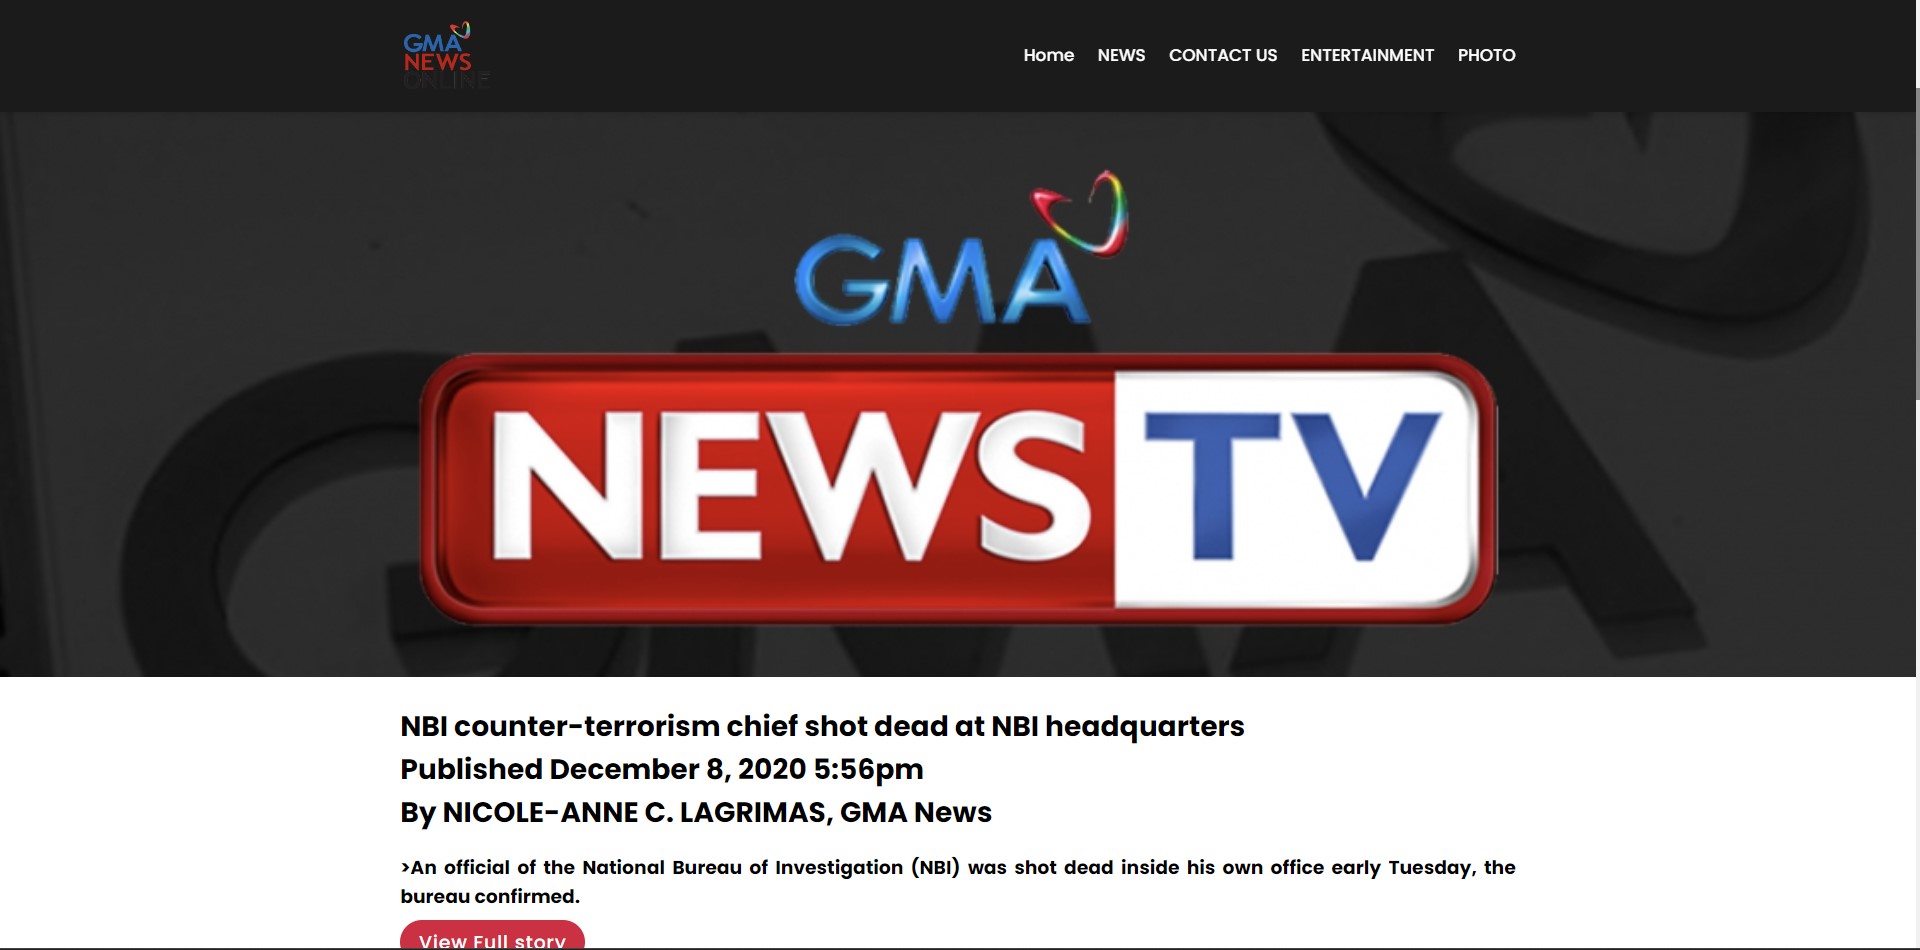 GMA
NEWS
ONLINE
Home NEWS CONTACT US ENTERTAINMENT PHOTO
GMA
NEWS TV
NBI counter-terrorism chief shot dead at NBI headquarters
Published December 8, 2020 5:56pm
By NICOLE-ANNE C. LAGRIMAS, GMA News
>An official of the National Bureau of Investigation (NBI) was shot dead inside his own office early Tuesday, the
bureau confirmed.
View Full story